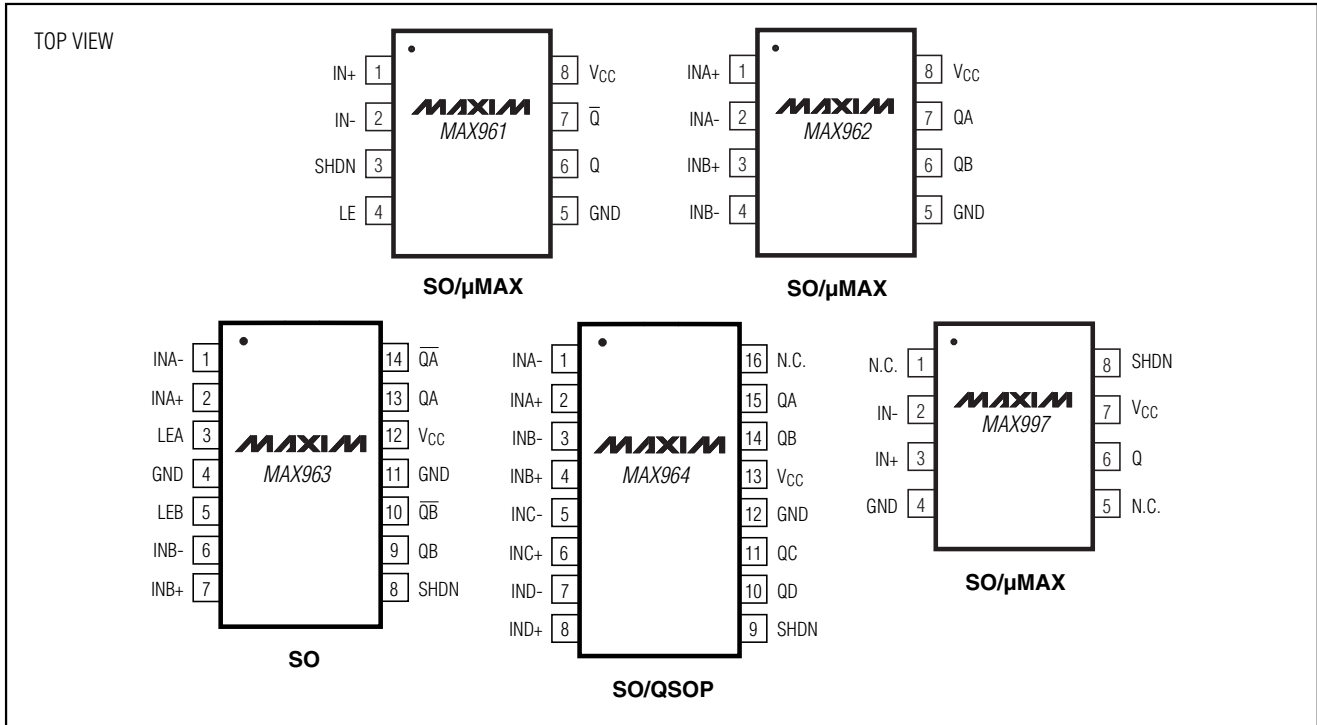 TOP VIEW
IN+ 1
IN- 2
SHDN 3
LE 4
MAXIM
MAX961
8 VCC
7 Q̅
6 Q
5 GND
SO/µMAX
INA+ 1
INA- 2
INB+ 3
INB- 4
MAXIM
MAX962
8 VCC
7 QA
6 QB
5 GND
SO/µMAX
INA- 1
INA+ 2
LEA 3
GND 4
LEB 5
INB- 6
INB+ 7
MAXIM
MAX963
14 Q̅A̅
13 QA
12 VCC
11 GND
10 Q̅B̅
9 QB
8 SHDN
SO
INA- 1
INA+ 2
INB- 3
INB+ 4
INC- 5
INC+ 6
IND- 7
IND+ 8
MAXIM
MAX964
16 N.C.
15 QA
14 QB
13 VCC
12 GND
11 QC
10 QD
9 SHDN
SO/QSOP
N.C. 1
IN- 2
IN+ 3
GND 4
MAXIM
MAX997
8 SHDN
7 VCC
6 Q
5 N.C.
SO/µMAX